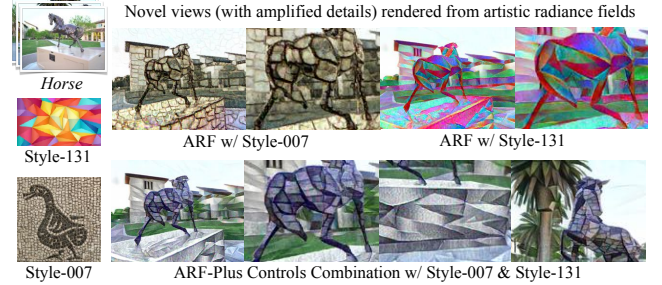 Novel views (with amplified details) rendered from artistic radiance fields
Horse
Style-131
ARF w/ Style-007
ARF w/ Style-131
Style-007
ARF-Plus Controls Combination w/ Style-007 & Style-131